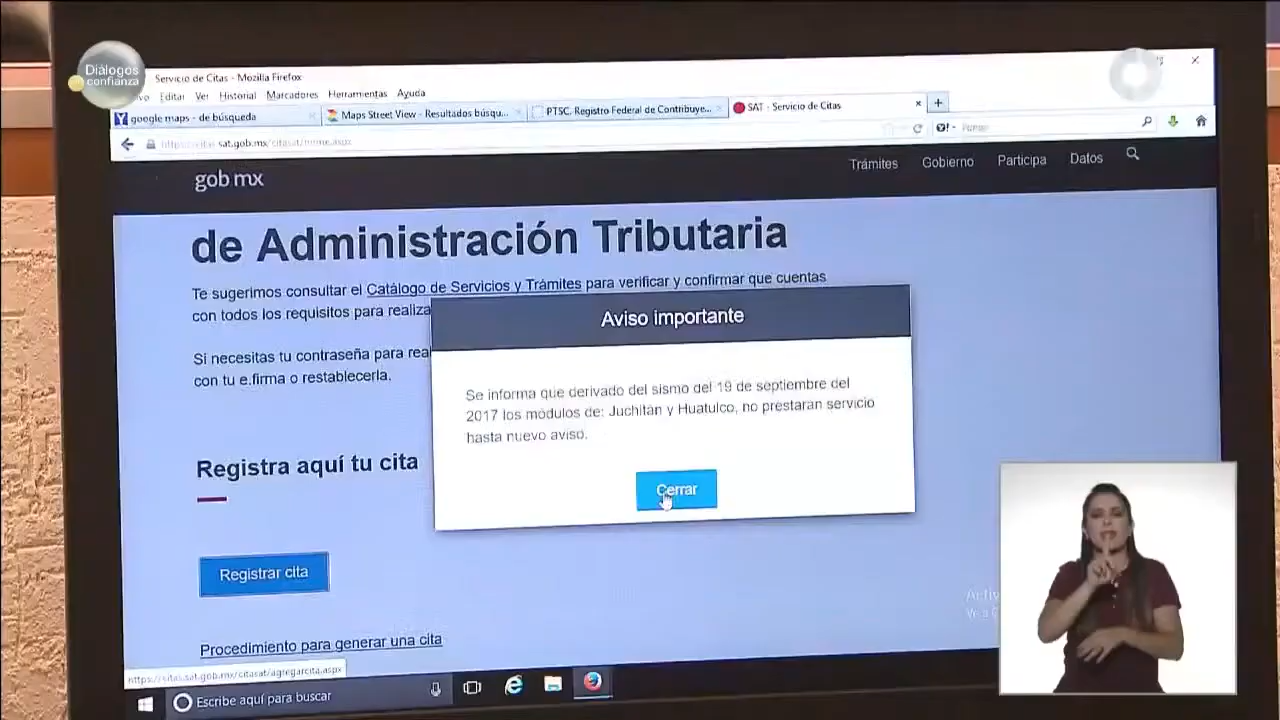 Diálogos
confianza
Servicio de Citas - Mozilla Firefox
Editar Ver Historial Marcadores Herramientas Ayuda
google maps - de búsqueda
Maps Street View - Resultados búsqu...
PTSC. Registro Federal de Contribuye...
SAT - Servicio de Citas
sat.gob.mx/citasat/
gob mx
Trámites Gobierno Participa Datos
de Administración Tributaria
Te sugerimos consultar el Catálogo de Servicios y Trámites para verificar y confirmar que cuentas
con todos los requisitos para realiza
Si necesitas tu contraseña para rea
con tu e.firma o restablecerla.
Aviso importante
Se informa que derivado del sismo del 19 de septiembre del
2017 los módulos de: Juchitán y Huatulco, no prestaran servicio
hasta nuevo aviso.
Cerrar
Registra aquí tu cita
Registrar cita
Procedimiento para generar una cita
https://citas.sat.gob.mx/citasat/agregarcita.aspx
Escribe aquí para buscar